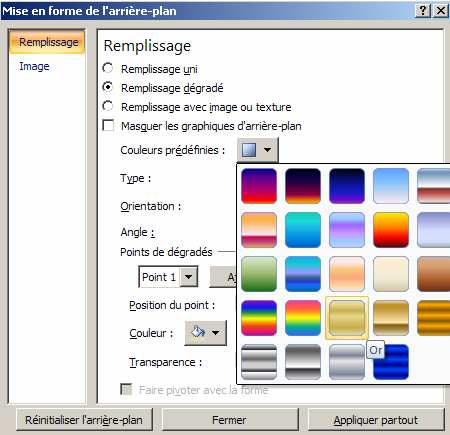 Mise en forme de l'arrière-plan
Remplissage
Image
Remplissage
Remplissage uni
Remplissage dégradé
Remplissage avec image ou texture
Masquer les graphiques d'arrière-plan
Couleurs prédéfinies :
Type :
Orientation :
Angle :
Points de dégradés
Point 1
Position du point :
Couleur :
Or
Transparence :
Faire pivoter avec la forme
Réinitialiser l'arrière-plan
Fermer
Appliquer partout